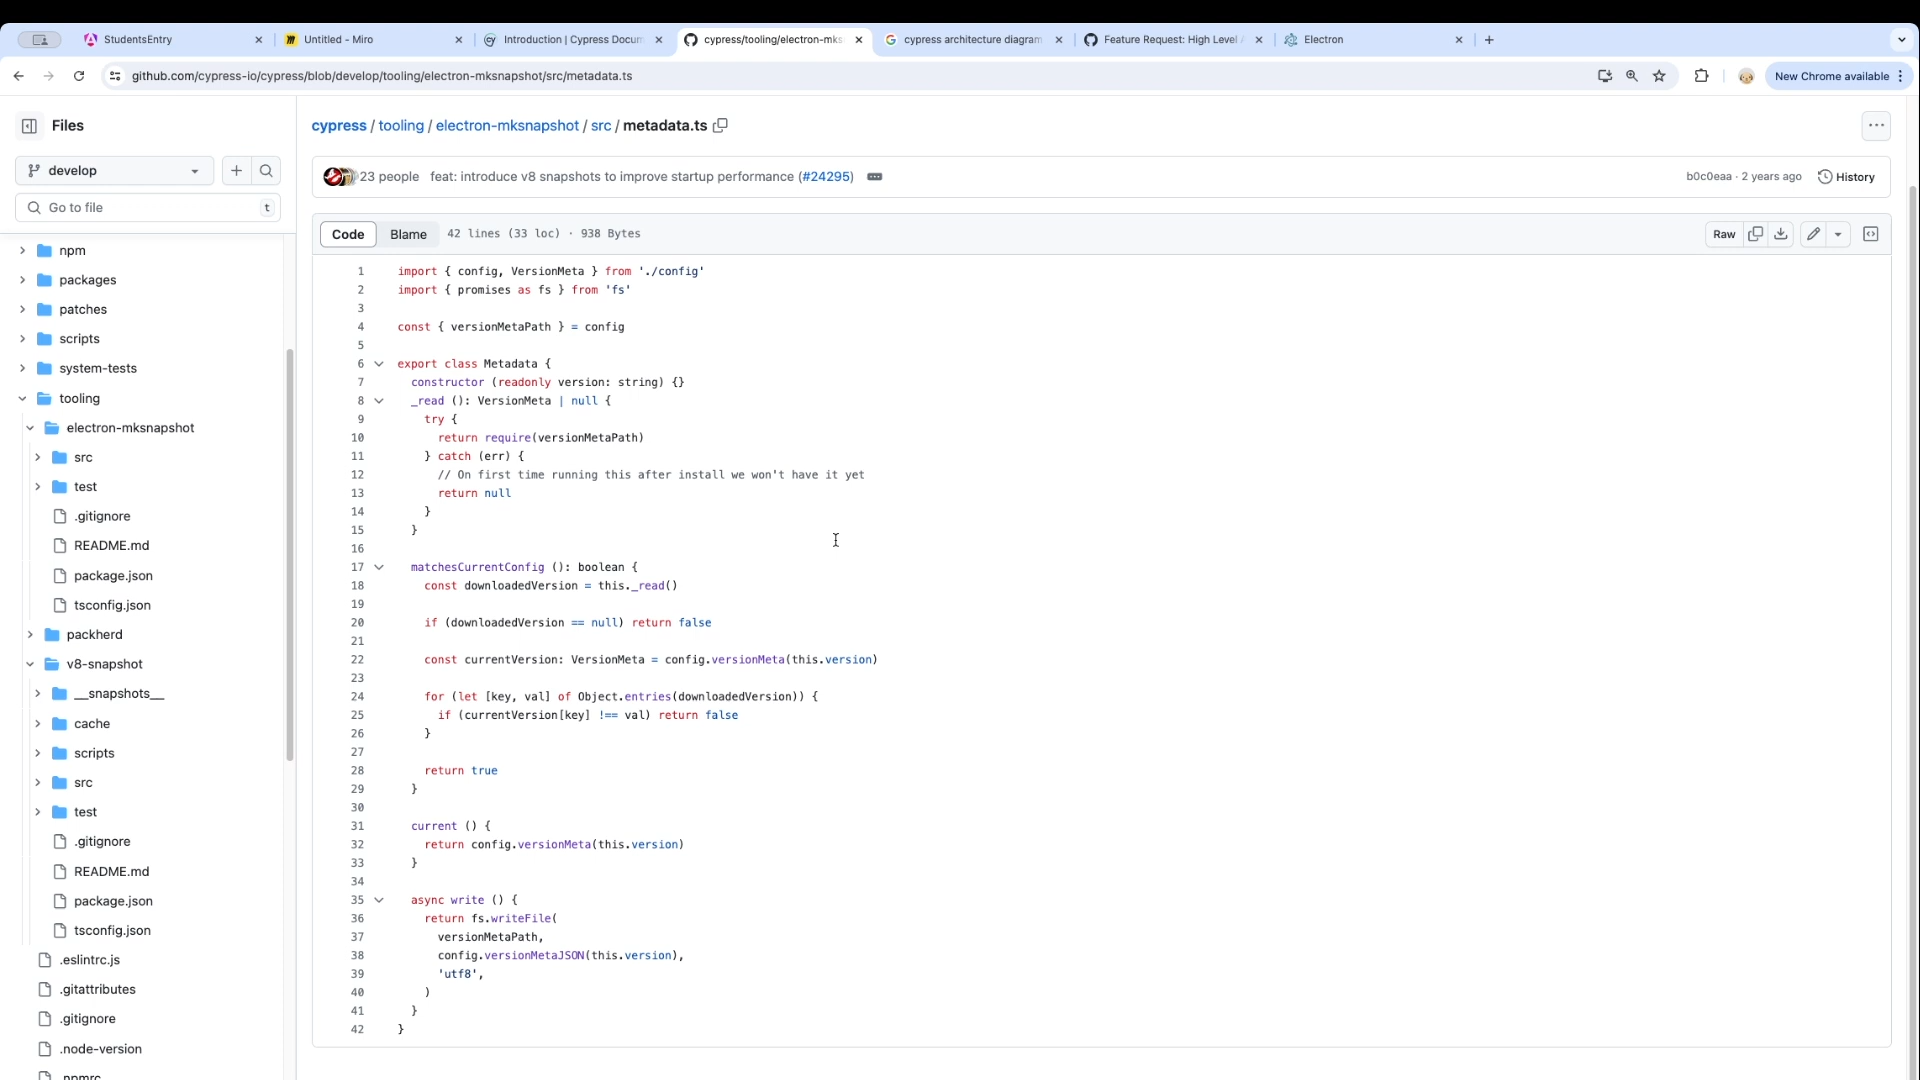 StudentsEntry
Untitled - Miro
Introduction | Cypress Docum
cypress/tooling/electron-mks
cypress architecture diagram
Feature Request: High Level A
Electron
github.com/cypress-io/cypress/blob/develop/tooling/electron-mksnapshot/src/metadata.ts
New Chrome available
Files
develop
Go to file
t
npm
packages
patches
scripts
system-tests
tooling
electron-mksnapshot
src
test
.gitignore
README.md
package.json
tsconfig.json
packherd
v8-snapshot
__snapshots__
cache
scripts
src
test
.gitignore
README.md
package.json
tsconfig.json
.eslintrc.js
.gitattributes
.gitignore
.node-version
.npmrc
cypress / tooling / electron-mksnapshot / src / metadata.ts
23 people feat: introduce v8 snapshots to improve startup performance (#24295)
b0c0eaa · 2 years ago
History
Code
Blame
42 lines (33 loc) · 938 Bytes
Raw
1 import { config, VersionMeta } from './config'
2 import { promises as fs } from 'fs'
3
4 const { versionMetaPath } = config
5
6 export class Metadata {
7 constructor (readonly version: string) {}
8 _read (): VersionMeta | null {
9 try {
10 return require(versionMetaPath)
11 } catch (err) {
12 // On first time running this after install we won't have it yet
13 return null
14 }
15 }
16
17 matchesCurrentConfig (): boolean {
18 const downloadedVersion = this._read()
19
20 if (downloadedVersion == null) return false
21
22 const currentVersion: VersionMeta = config.versionMeta(this.version)
23
24 for (let [key, val] of Object.entries(downloadedVersion)) {
25 if (currentVersion[key] !== val) return false
26 }
27
28 return true
29 }
30
31 current () {
32 return config.versionMeta(this.version)
33 }
34
35 async write () {
36 return fs.writeFile(
37 versionMetaPath,
38 config.versionMetaJSON(this.version),
39 'utf8',
40 )
41 }
42 }